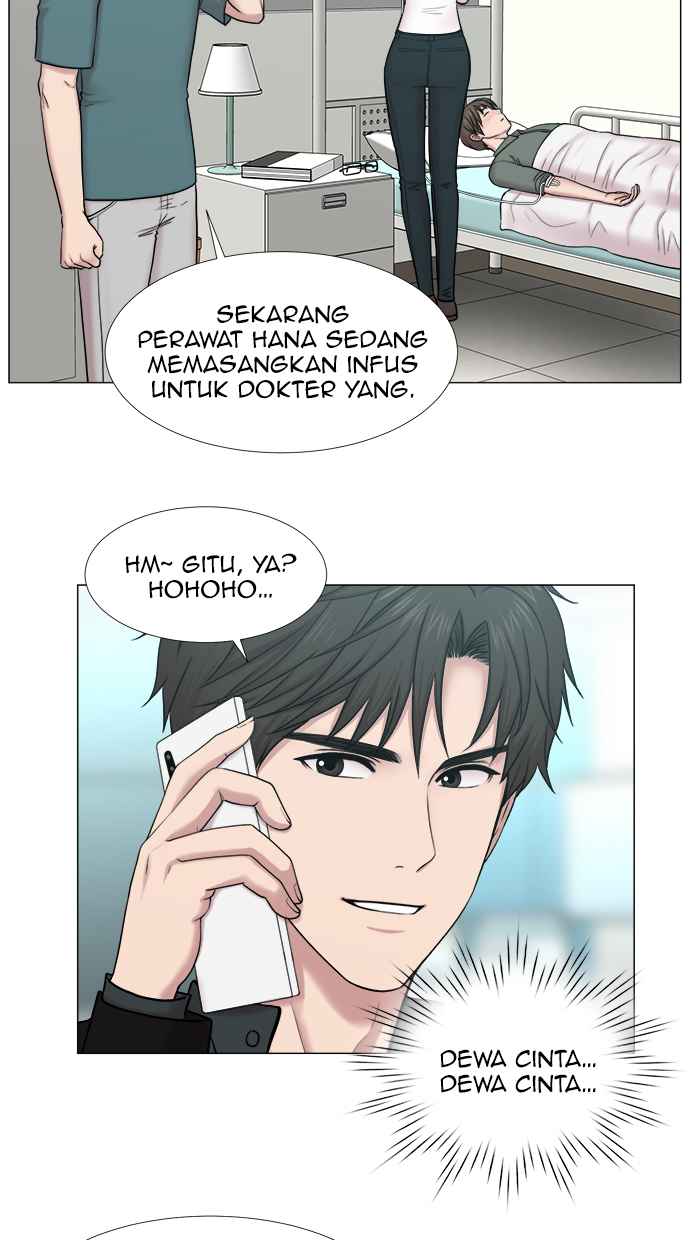 SEKARANG
PERAWAT HANA SEDANG
MEMASANGKAN INFUS
UNTUK DOKTER YANG.
HM~ GITU, YA?
HOHOHO...
DEWA CINTA...
DEWA CINTA...